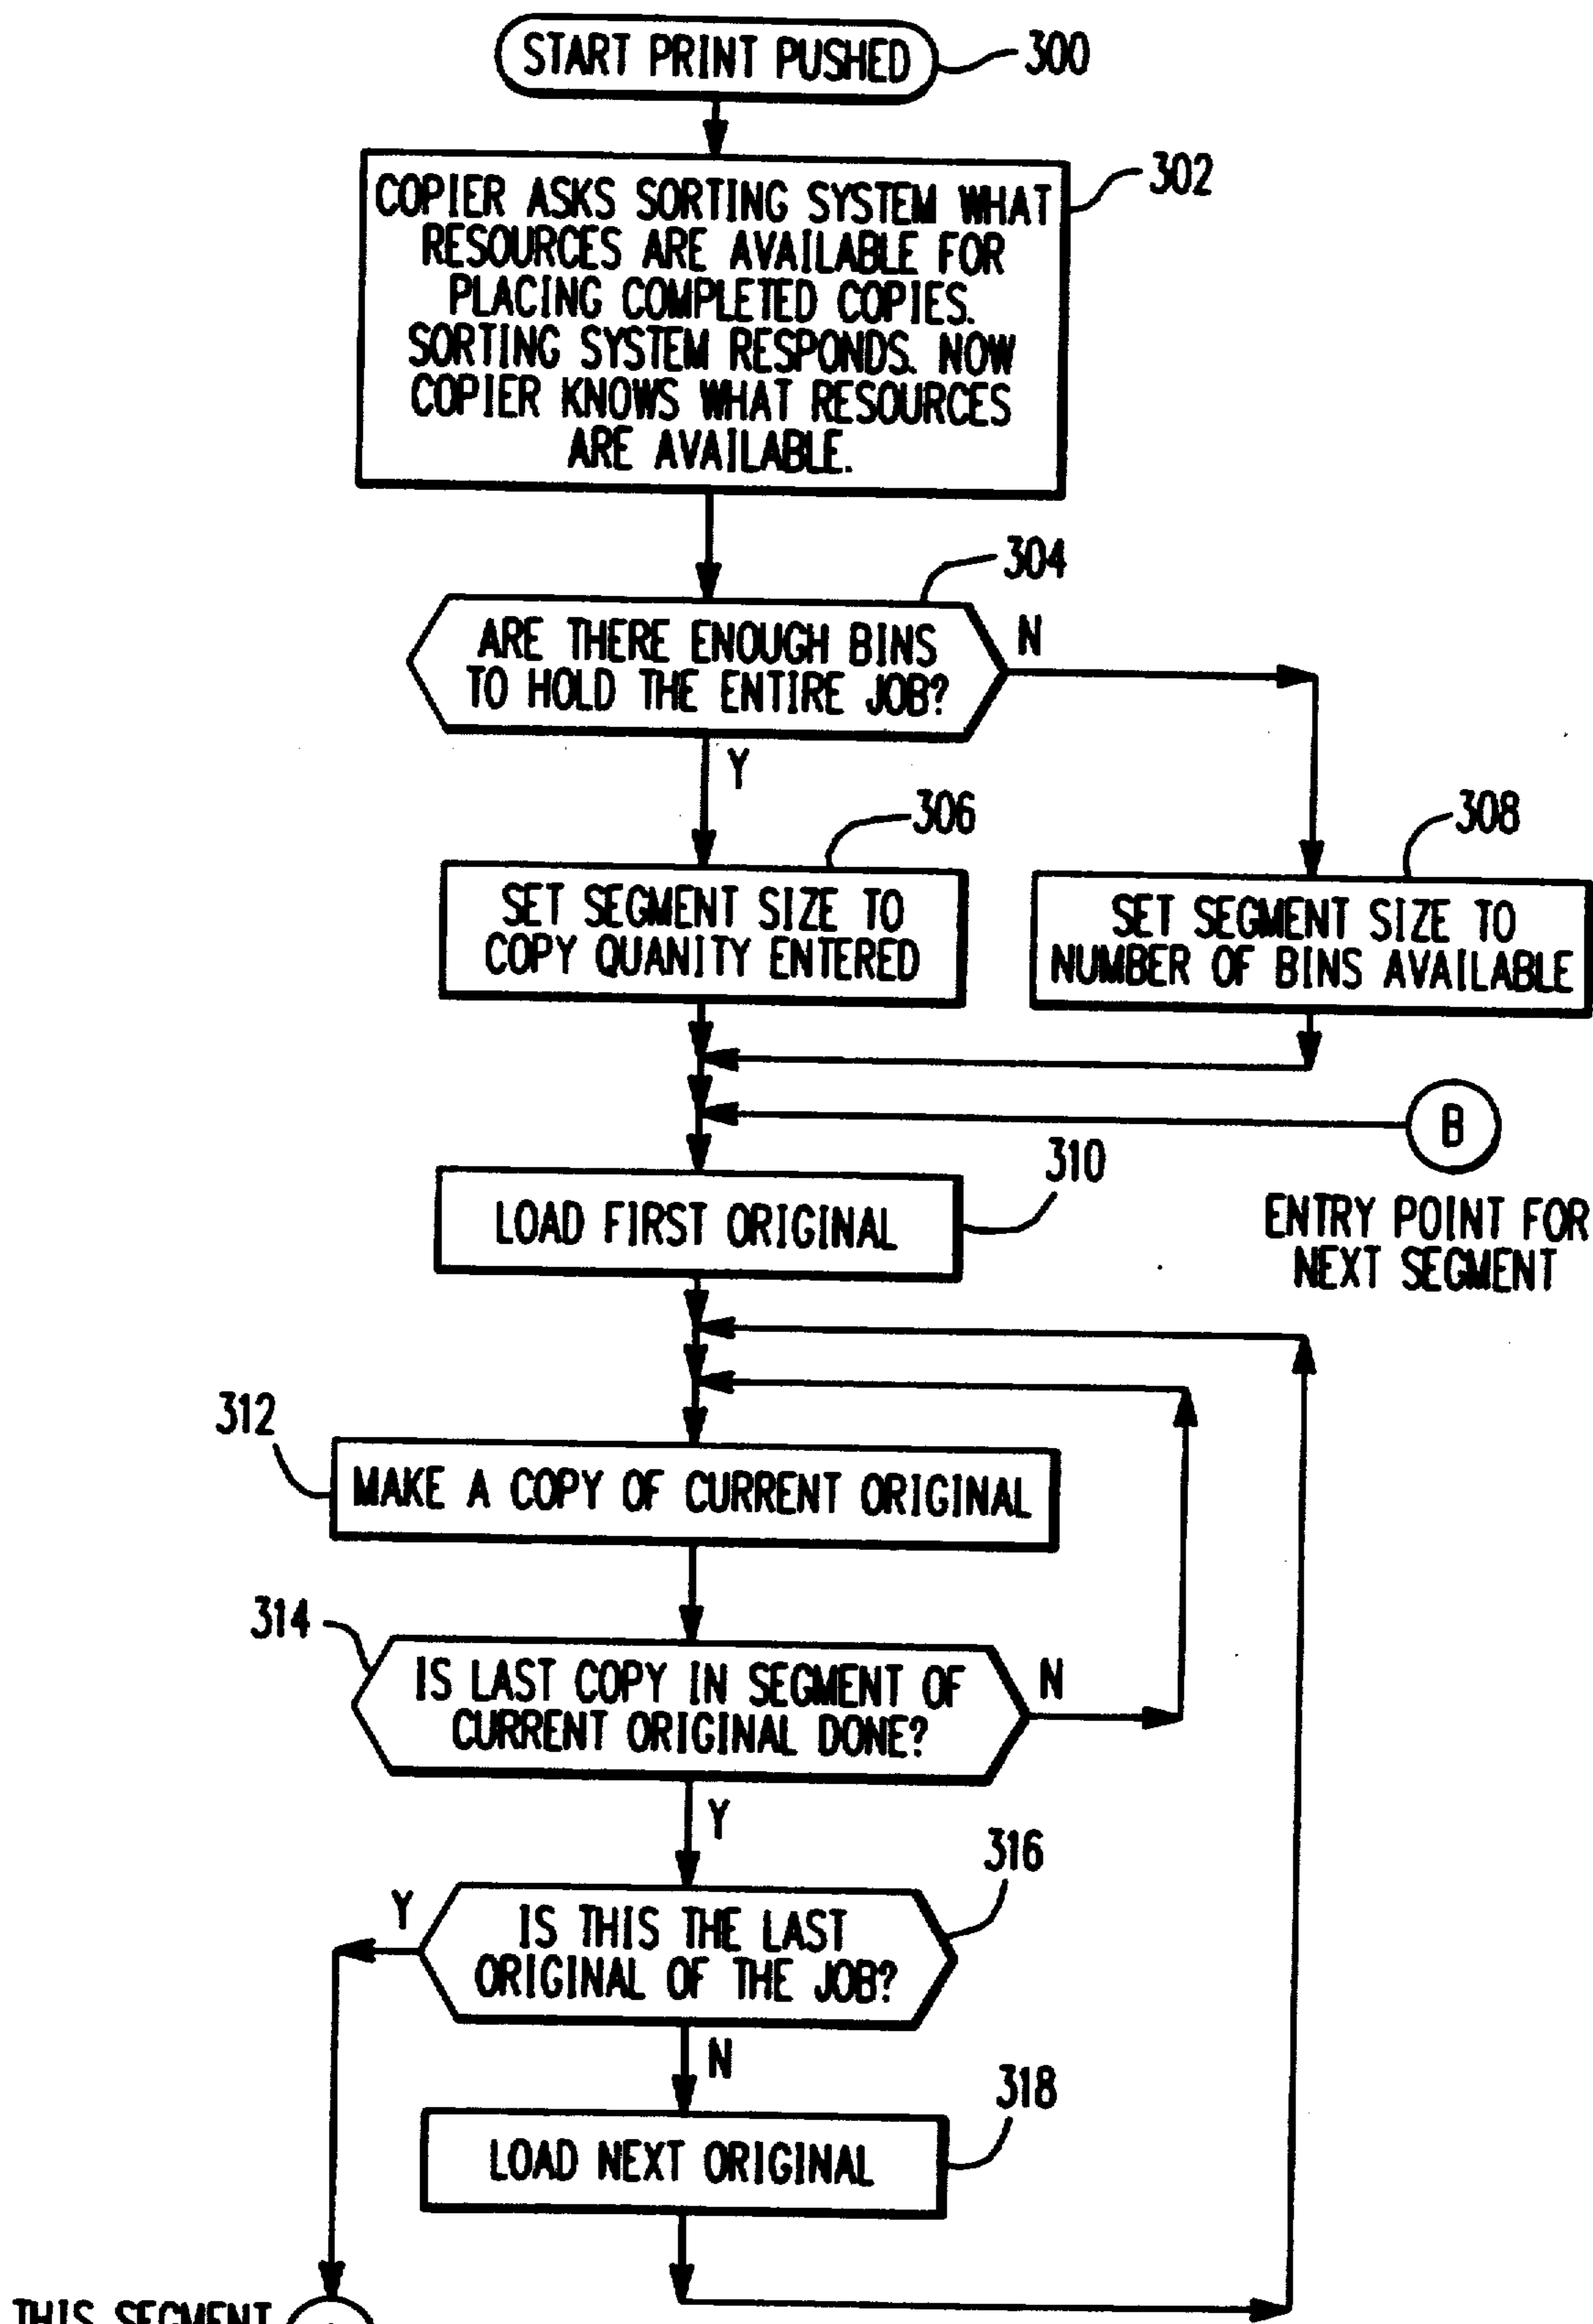 START PRINT PUSHED
300
COPIER ASKS SORTING SYSTEM WHAT
RESOURCES ARE AVAILABLE FOR
PLACING COMPLETED COPIES.
SORTING SYSTEM RESPONDS. NOW
COPIER KNOWS WHAT RESOURCES
ARE AVAILABLE.
302
304
ARE THERE ENOUGH BINS
TO HOLD THE ENTIRE JOB?
N
Y
306
SET SEGMENT SIZE TO
COPY QUANITY ENTERED
308
SET SEGMENT SIZE TO
NUMBER OF BINS AVAILABLE
B
ENTRY POINT FOR
NEXT SEGMENT
310
LOAD FIRST ORIGINAL
312
MAKE A COPY OF CURRENT ORIGINAL
314
IS LAST COPY IN SEGMENT OF
CURRENT ORIGINAL DONE?
N
Y
316
Y
IS THIS THE LAST
ORIGINAL OF THE JOB?
N
318
LOAD NEXT ORIGINAL
THIS SEGMENT